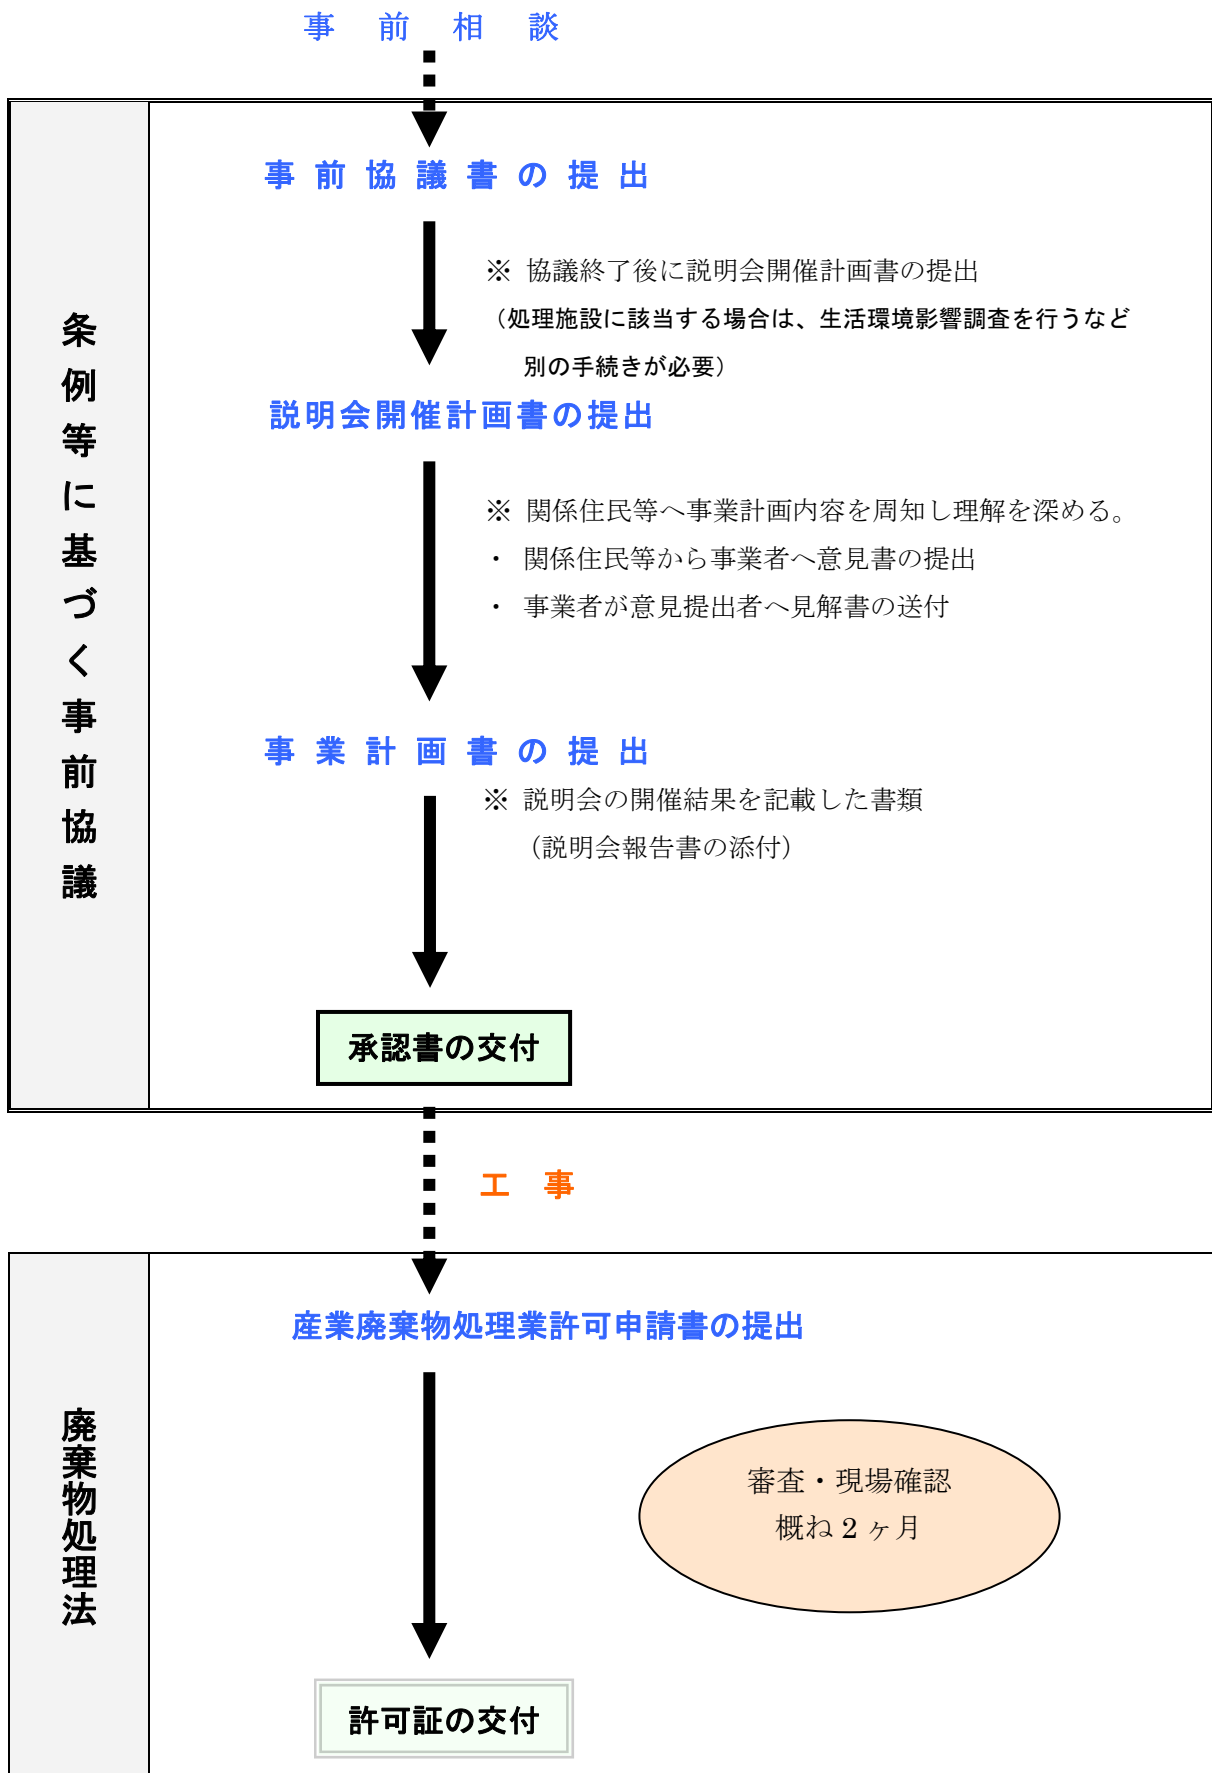 事前相談
条例等に基づく事前協議
事前協議書の提出
※ 協議終了後に説明会開催計画書の提出
（処理施設に該当する場合は、生活環境影響調査を行うなど
別の手続きが必要）
説明会開催計画書の提出
※ 関係住民等へ事業計画内容を周知し理解を深める。
・ 関係住民等から事業者へ意見書の提出
・ 事業者が意見提出者へ見解書の送付
事業計画書の提出
※ 説明会の開催結果を記載した書類
（説明会報告書の添付）
承認書の交付
工事
廃棄物処理法
産業廃棄物処理業許可申請書の提出
審査・現場確認
概ね２ヶ月
許可証の交付